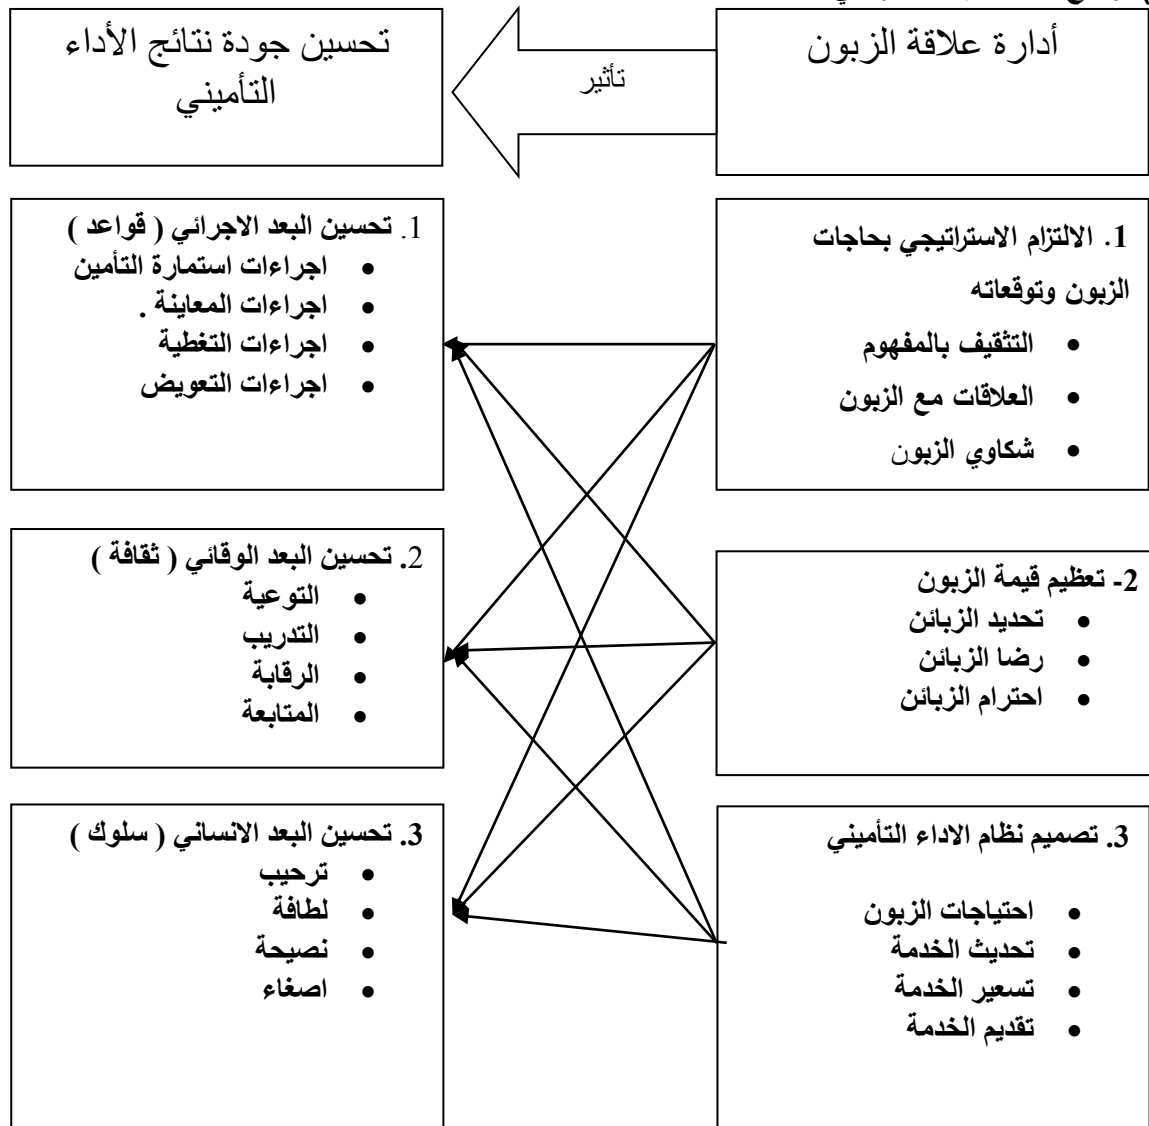 أدارة علاقة الزبون
تأثير
تحسين جودة نتائج الأداء
التأميني
1. الالتزام الاستراتيجي بحاجات
الزبون وتوقعاته
• التثقيف بالمفهوم
• العلاقات مع الزبون
• شكاوي الزبون
1. تحسين البعد الاجرائي ( قواعد )
• اجراءات استمارة التأمين
• اجراءات المعاينة .
• اجراءات التغطية
• اجراءات التعويض
2- تعظيم قيمة الزبون
• تحديد الزبائن
• رضا الزبائن
• احترام الزبائن
2. تحسين البعد الوقائي ( ثقافة )
• التوعية
• التدريب
• الرقابة
• المتابعة
3. تصميم نظام الاداء التأميني
• احتياجات الزبون
• تحديث الخدمة
• تسعير الخدمة
• تقديم الخدمة
3. تحسين البعد الانساني ( سلوك )
• ترحيب
• لطافة
• نصيحة
• اصغاء